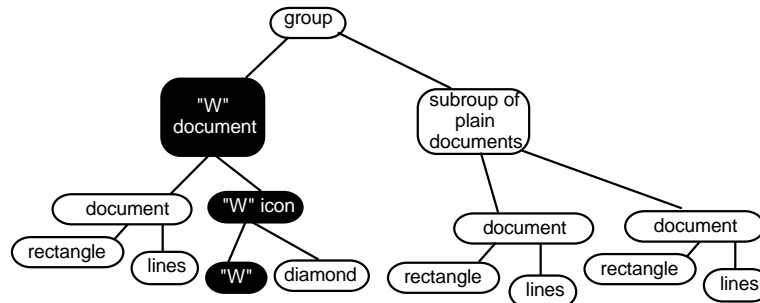 group
"W"
document
subroup of
plain
documents
document
"W" icon
document
document
rectangle
lines
"W"
diamond
rectangle
lines
rectangle
lines